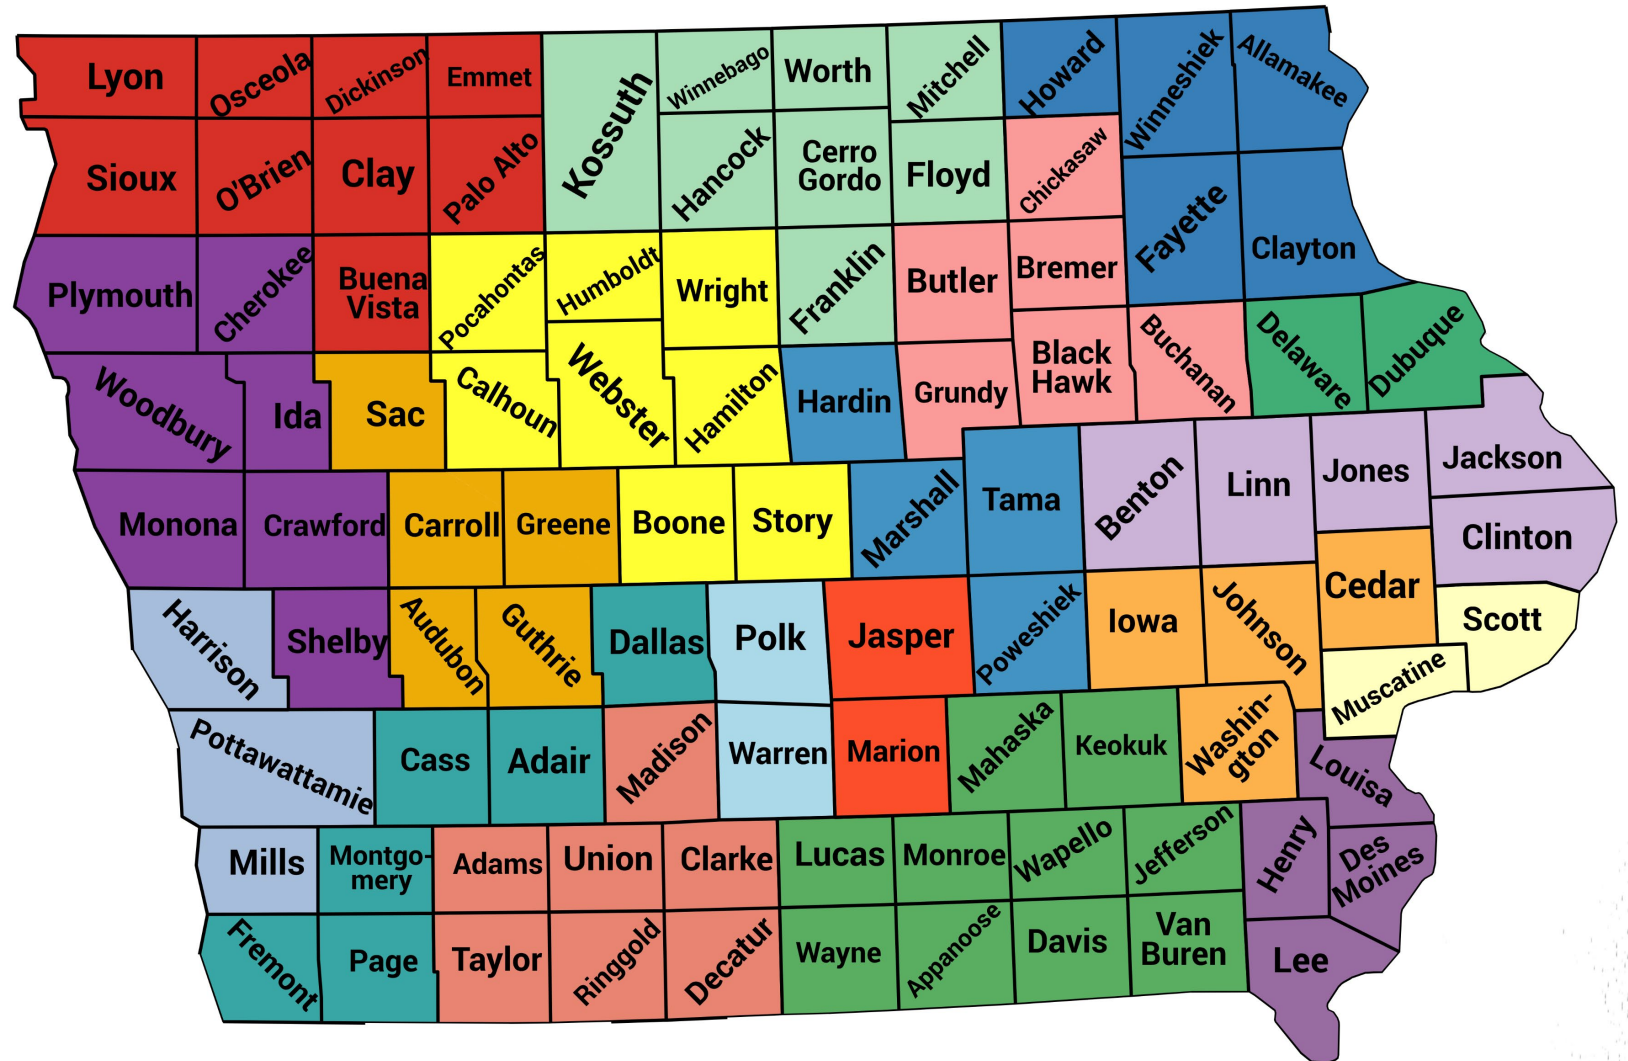 Lyon
Osceola
Dickinson
Emmet
Kossuth
Winnebago
Worth
Mitchell
Howard
Winneshiek
Allamakee
Sioux
O'Brien
Clay
Palo Alto
Hancock
Cerro
Gordo
Floyd
Chickasaw
Fayette
Clayton
Plymouth
Cherokee
Buena
Vista
Pocahontas
Humboldt
Wright
Franklin
Butler
Bremer
Woodbury
Ida
Sac
Calhoun
Webster
Hamilton
Hardin
Grundy
Black
Hawk
Buchanan
Delaware
Dubuque
Monona
Crawford
Carroll
Greene
Boone
Story
Marshall
Tama
Benton
Linn
Jones
Jackson
Clinton
Harrison
Shelby
Audubon
Guthrie
Dallas
Polk
Jasper
Poweshiek
Iowa
Johnson
Cedar
Scott
Muscatine
Pottawattamie
Cass
Adair
Madison
Warren
Marion
Mahaska
Keokuk
Washin-
gton
Louisa
Mills
Montgo-
mery
Adams
Union
Clarke
Lucas
Monroe
Wapello
Jefferson
Henry
Des
Moines
Fremont
Page
Taylor
Ringgold
Decatur
Wayne
Appanoose
Davis
Van
Buren
Lee